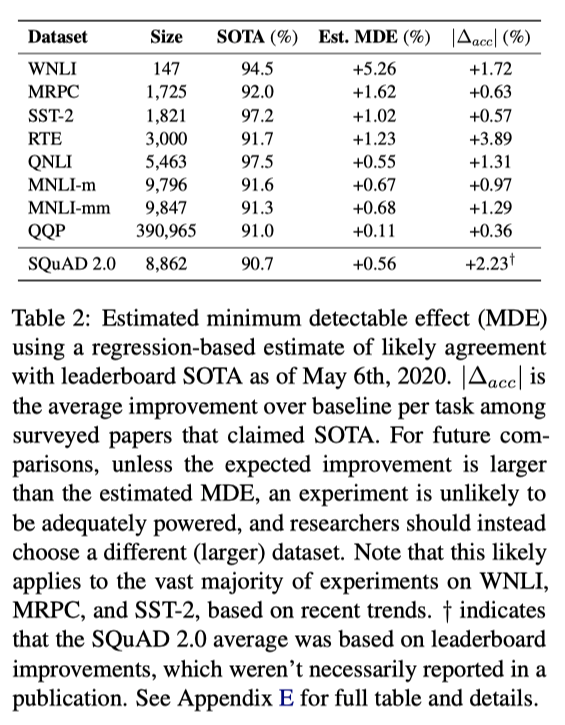 Dataset Size SOTA (%) Est. MDE (%) |Δacc| (%)
WNLI 147 94.5 +5.26 +1.72
MRPC 1,725 92.0 +1.62 +0.63
SST-2 1,821 97.2 +1.02 +0.57
RTE 3,000 91.7 +1.23 +3.89
QNLI 5,463 97.5 +0.55 +1.31
MNLI-m 9,796 91.6 +0.67 +0.97
MNLI-mm 9,847 91.3 +0.68 +1.29
QQP 390,965 91.0 +0.11 +0.36
SQuAD 2.0 8,862 90.7 +0.56 +2.23†
Table 2: Estimated minimum detectable effect (MDE)
using a regression-based estimate of likely agreement
with leaderboard SOTA as of May 6th, 2020. |Δacc| is
the average improvement over baseline per task among
surveyed papers that claimed SOTA. For future com-
parisons, unless the expected improvement is larger
than the estimated MDE, an experiment is unlikely to
be adequately powered, and researchers should instead
choose a different (larger) dataset. Note that this likely
applies to the vast majority of experiments on WNLI,
MRPC, and SST-2, based on recent trends. † indicates
that the SQuAD 2.0 average was based on leaderboard
improvements, which weren't necessarily reported in a
publication. See Appendix E for full table and details.